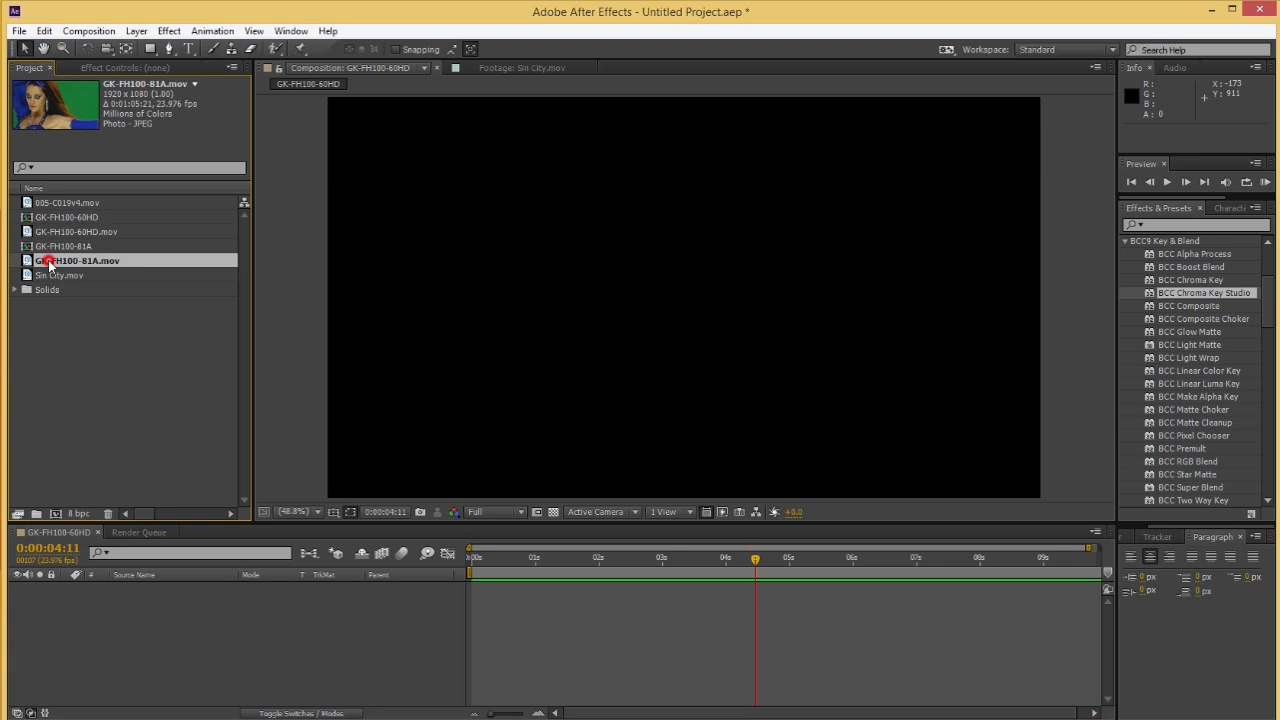 Ae
Adobe After Effects - Untitled Project.aep *
File Edit Composition Layer Effect Animation View Window Help
Snapping
Workspace: Standard
Search Help
Project × Effect Controls: (none)
GK-FH100-81A.mov
1920 x 1080 (1.00)
Δ 0:01:05:21, 23.976 fps
Millions of Colors
Photo - JPEG
Name
005-C019v4.mov
GK-FH100-60HD
GK-FH100-60HD.mov
GK-FH100-81A
GK-FH100-81A.mov
Sin City.mov
Solids
8 bpc
Composition: GK-FH100-60HD
Footage: Sin City.mov
GK-FH100-60HD
(48.8%)
0:00:04:11
Full
Active Camera
1 View
+0.0
Info × Audio
R:
G:
B:
A: 0
X: -173
Y: 911
Preview ×
Effects & Presets × Charact
BCC9 Key & Blend
BCC Alpha Process
BCC Boost Blend
BCC Chroma Key
BCC Chroma Key Studio
BCC Composite
BCC Composite Choker
BCC Glow Matte
BCC Light Matte
BCC Light Wrap
BCC Linear Color Key
BCC Linear Luma Key
BCC Make Alpha Key
BCC Matte Choker
BCC Matte Cleanup
BCC Pixel Chooser
BCC Premult
BCC RGB Blend
BCC Star Matte
BCC Super Blend
BCC Two Way Key
GK-FH100-60HD × Render Queue
0:00:04:11
00107 (23.976 fps)
# Source Name Mode T TrkMat Parent
:00s 01s 02s 03s 04s 05s 06s 07s 08s 09s
Toggle Switches / Modes
Tracker Paragraph ×
0 px 0 px 0 px
0 px 0 px